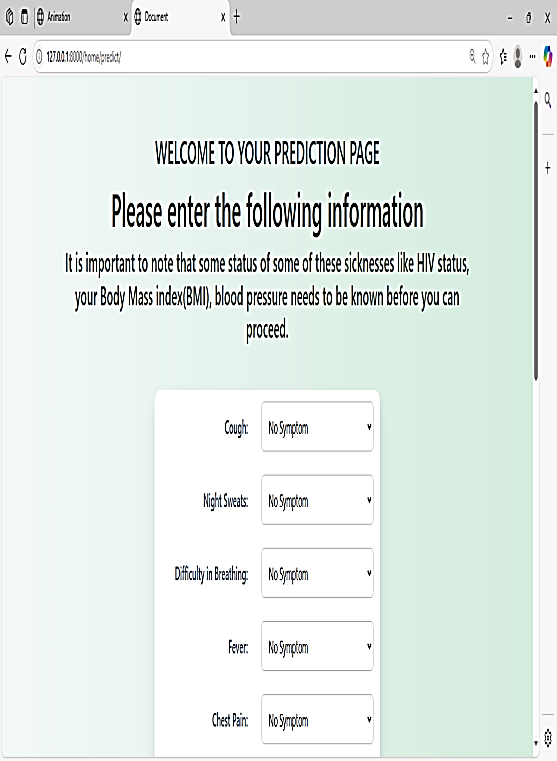 Animation
Document
127.0.0.1:8000/home/predict/
WELCOME TO YOUR PREDICTION PAGE
Please enter the following information
It is important to note that some status of some of these sicknesses like HIV status,
your Body Mass index(BMI), blood pressure needs to be known before you can
proceed.
Cough: No Symptom
Night Sweats: No Symptom
Difficulty in Breathing: No Symptom
Fever: No Symptom
Chest Pain: No Symptom